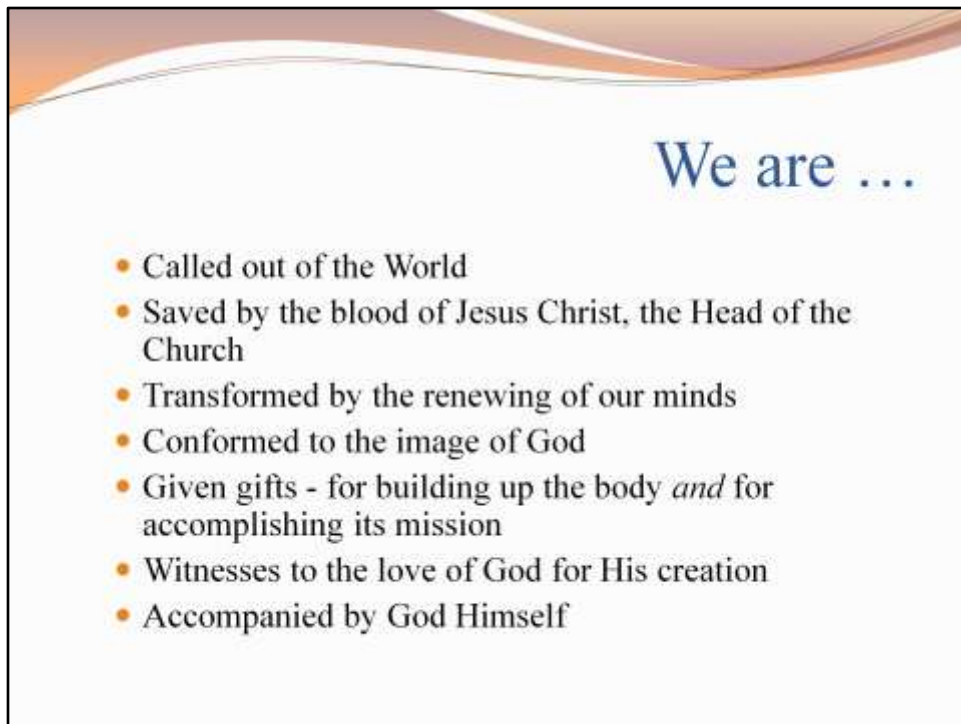 We are …
• Called out of the World
• Saved by the blood of Jesus Christ, the Head of the
Church
• Transformed by the renewing of our minds
• Conformed to the image of God
• Given gifts - for building up the body and for
accomplishing its mission
• Witnesses to the love of God for His creation
• Accompanied by God Himself